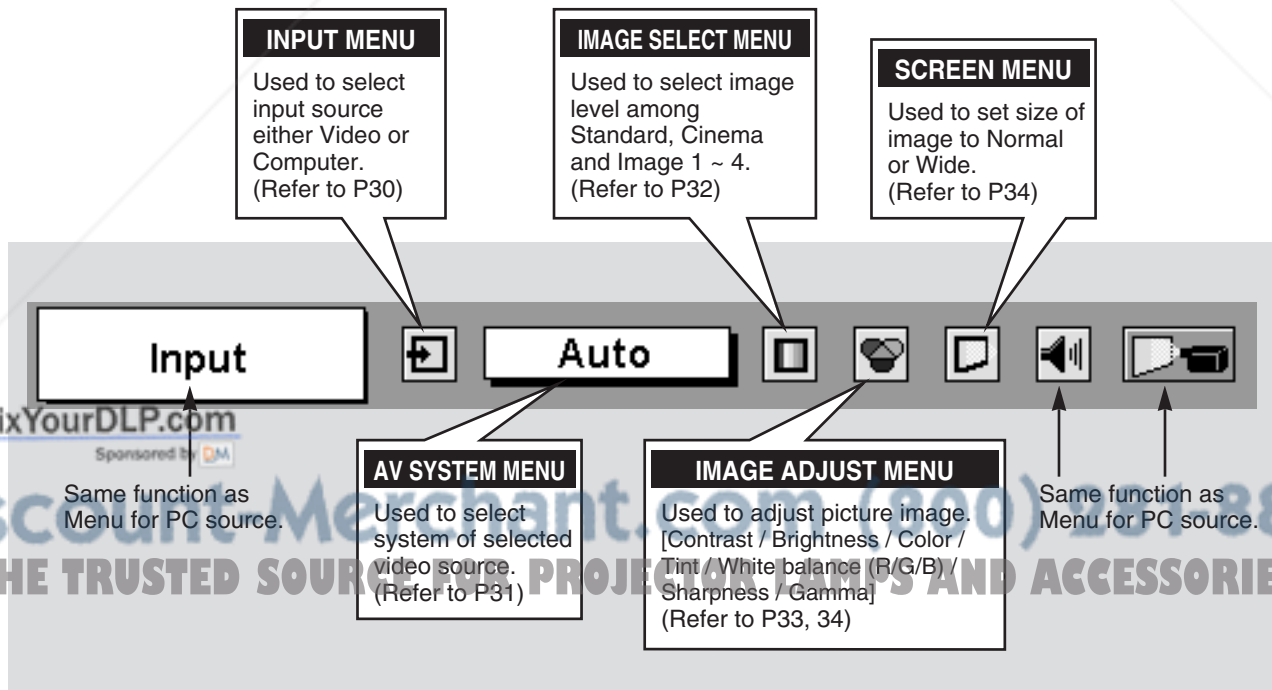 INPUT MENU
Used to select
input source
either Video or
Computer.
(Refer to P30)
IMAGE SELECT MENU
Used to select image
level among
Standard, Cinema
and Image 1 ~ 4.
(Refer to P32)
SCREEN MENU
Used to set size of
image to Normal
or Wide.
(Refer to P34)
Input
Auto
ixYourDLP.com
Sponsored by DM
Same function as
Menu for PC source.
AV SYSTEM MENU
Used to select
system of selected
video source.
(Refer to P31)
IMAGE ADJUST MENU
Used to adjust picture image.
[Contrast / Brightness / Color /
Tint / White balance (R/G/B) /
Sharpness / Gamma]
(Refer to P33, 34)
Same function as
Menu for PC source.
scount-Merchant.com (800) 281-88
HE TRUSTED SOURCE FOR PROJECTOR LAMPS AND ACCESSORIE